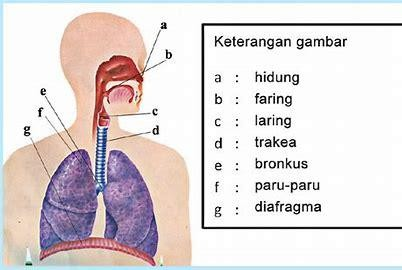 a
b
c
d
e
f
g
Keterangan gambar
a : hidung
b : faring
c : laring
d : trakea
e : bronkus
f : paru-paru
g : diafragma